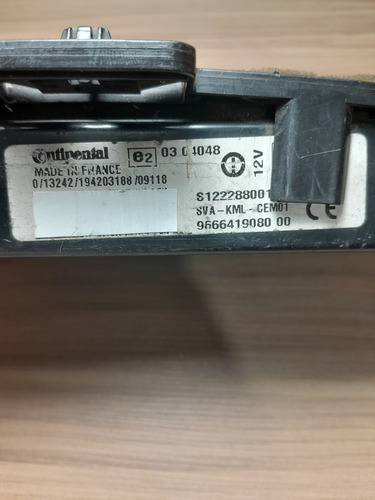 Continental e2 03 04048
MADE IN FRANCE 12V
0/13242/194203188/09118
S122288001
SVA-KML-CEM01 CE
9666419080 00